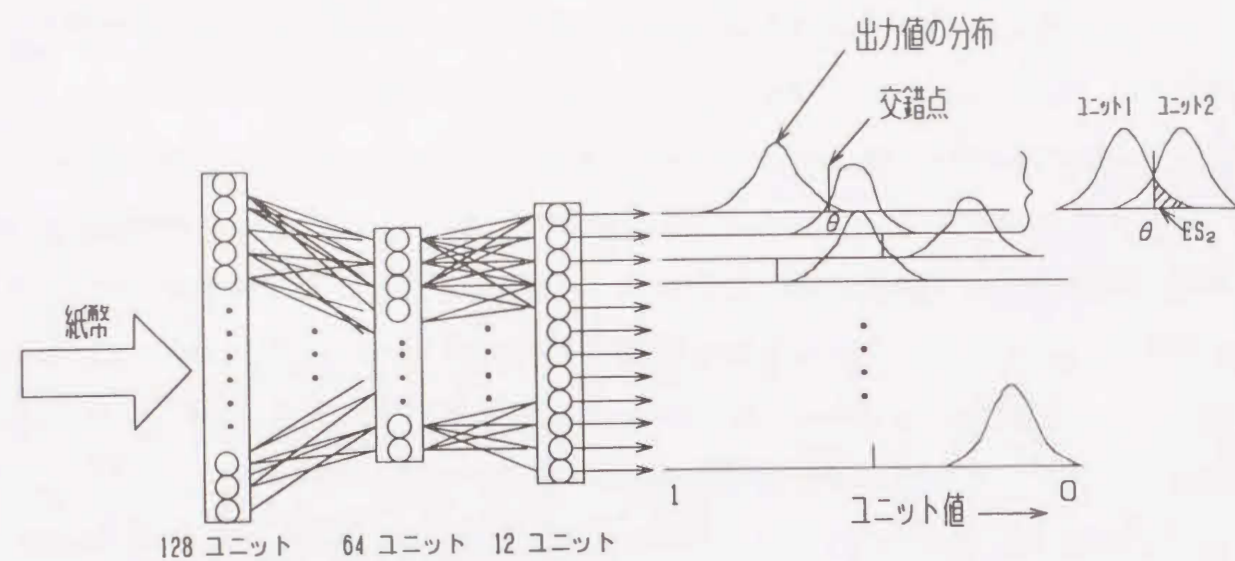 出力値の分布
交錯点
ユニット1 ユニット2
θ
θ ES₂
紙幣
1 0
ユニット値
128 ユニット 64 ユニット 12 ユニット